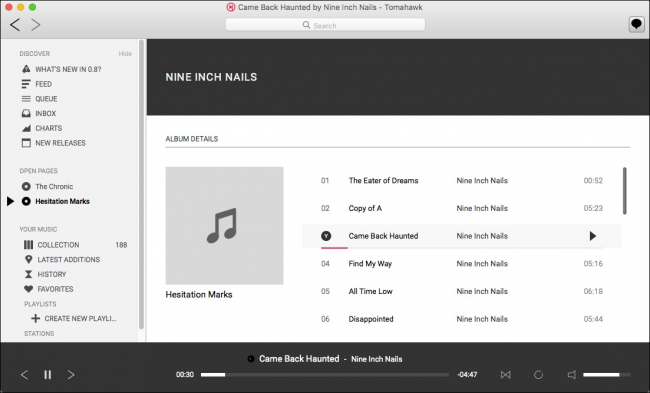 Came Back Haunted by Nine Inch Nails - Tomahawk
Search
DISCOVER Hide
WHAT'S NEW IN 0.8?
FEED
QUEUE
INBOX
CHARTS
NEW RELEASES
OPEN PAGES
The Chronic
Hesitation Marks
YOUR MUSIC
COLLECTION 188
LATEST ADDITIONS
HISTORY
FAVORITES
PLAYLISTS
CREATE NEW PLAYLI...
STATIONS
NINE INCH NAILS
ALBUM DETAILS
Hesitation Marks
01 The Eater of Dreams Nine Inch Nails 00:52
02 Copy of A Nine Inch Nails 05:23
Y Came Back Haunted Nine Inch Nails
04 Find My Way Nine Inch Nails 05:16
05 All Time Low Nine Inch Nails 06:18
06 Disappointed Nine Inch Nails 05:44
Came Back Haunted - Nine Inch Nails
00:30 -04:47